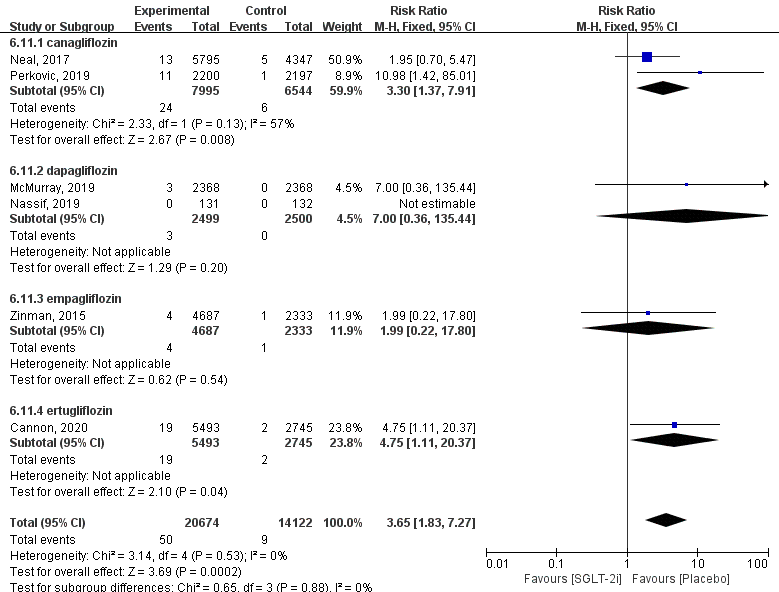 Experimental Control Risk Ratio Risk Ratio
Study or Subgroup Events Total Events Total Weight M-H, Fixed, 95% CI M-H, Fixed, 95% CI
6.11.1 canagliflozin
Neal, 2017 13 5795 5 4347 50.9% 1.95 [0.70, 5.47]
Perkovic, 2019 11 2200 1 2197 8.9% 10.98 [1.42, 85.01]
Subtotal (95% CI) 7995 6544 59.9% 3.30 [1.37, 7.91]
Total events 24 6
Heterogeneity: Chi² = 2.33, df = 1 (P = 0.13); I² = 57%
Test for overall effect: Z = 2.67 (P = 0.008)
6.11.2 dapagliflozin
McMurray, 2019 3 2368 0 2368 4.5% 7.00 [0.36, 135.44]
Nassif, 2019 0 131 0 132 Not estimable
Subtotal (95% CI) 2499 2500 4.5% 7.00 [0.36, 135.44]
Total events 3 0
Heterogeneity: Not applicable
Test for overall effect: Z = 1.29 (P = 0.20)
6.11.3 empagliflozin
Zinman, 2015 4 4687 1 2333 11.9% 1.99 [0.22, 17.80]
Subtotal (95% CI) 4687 2333 11.9% 1.99 [0.22, 17.80]
Total events 4 1
Heterogeneity: Not applicable
Test for overall effect: Z = 0.62 (P = 0.54)
6.11.4 ertugliflozin
Cannon, 2020 19 5493 2 2745 23.8% 4.75 [1.11, 20.37]
Subtotal (95% CI) 5493 2745 23.8% 4.75 [1.11, 20.37]
Total events 19 2
Heterogeneity: Not applicable
Test for overall effect: Z = 2.10 (P = 0.04)
Total (95% CI) 20674 14122 100.0% 3.65 [1.83, 7.27]
Total events 50 9
Heterogeneity: Chi² = 3.14, df = 4 (P = 0.53); I² = 0%
Test for overall effect: Z = 3.69 (P = 0.0002)
Test for subgroup differences: Chi² = 0.65, df = 3 (P = 0.88), I² = 0%
0.01 0.1 1 10 100
Favours [SGLT-2i] Favours [Placebo]